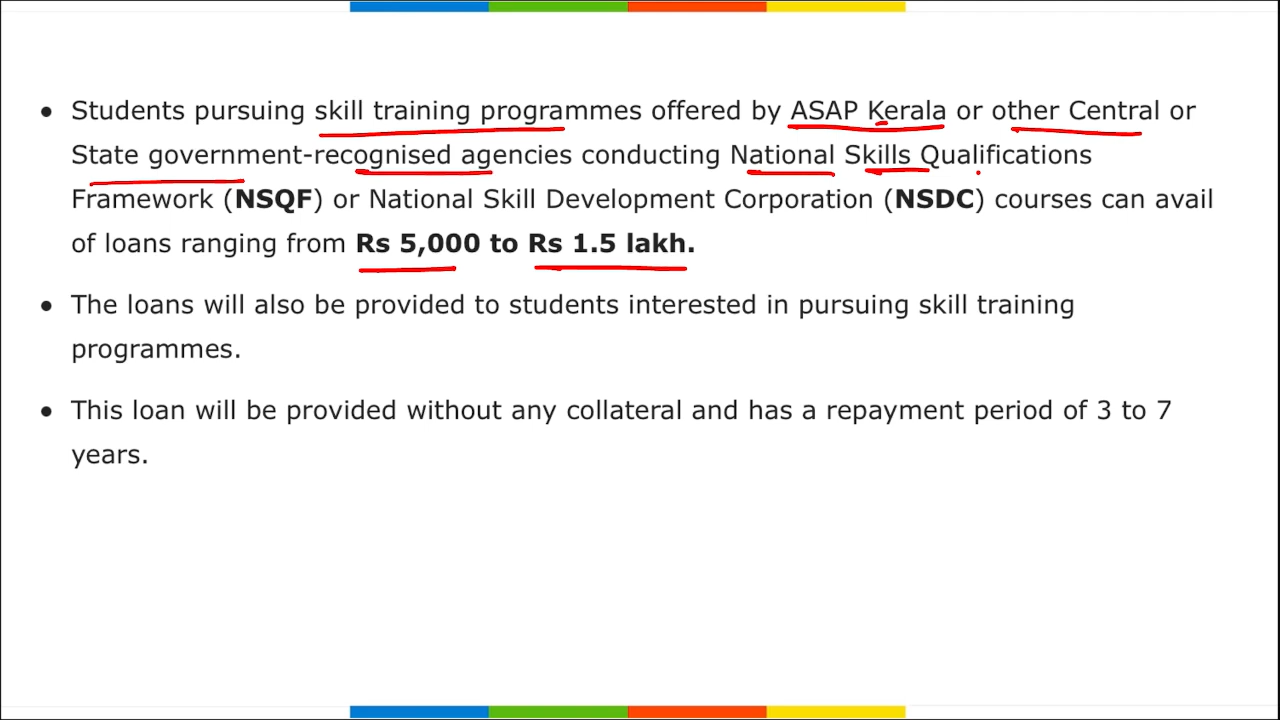 • Students pursuing skill training programmes offered by ASAP Kerala or other Central or
State government-recognised agencies conducting National Skills Qualifications
Framework (NSQF) or National Skill Development Corporation (NSDC) courses can avail
of loans ranging from Rs 5,000 to Rs 1.5 lakh.
• The loans will also be provided to students interested in pursuing skill training
programmes.
• This loan will be provided without any collateral and has a repayment period of 3 to 7
years.